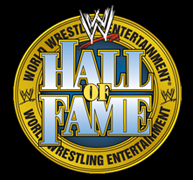 W
WORLD WRESTLING ENTERTAINMENT
HALL
OF
FAME
W
W
WORLD WRESTLING ENTERTAINMENT